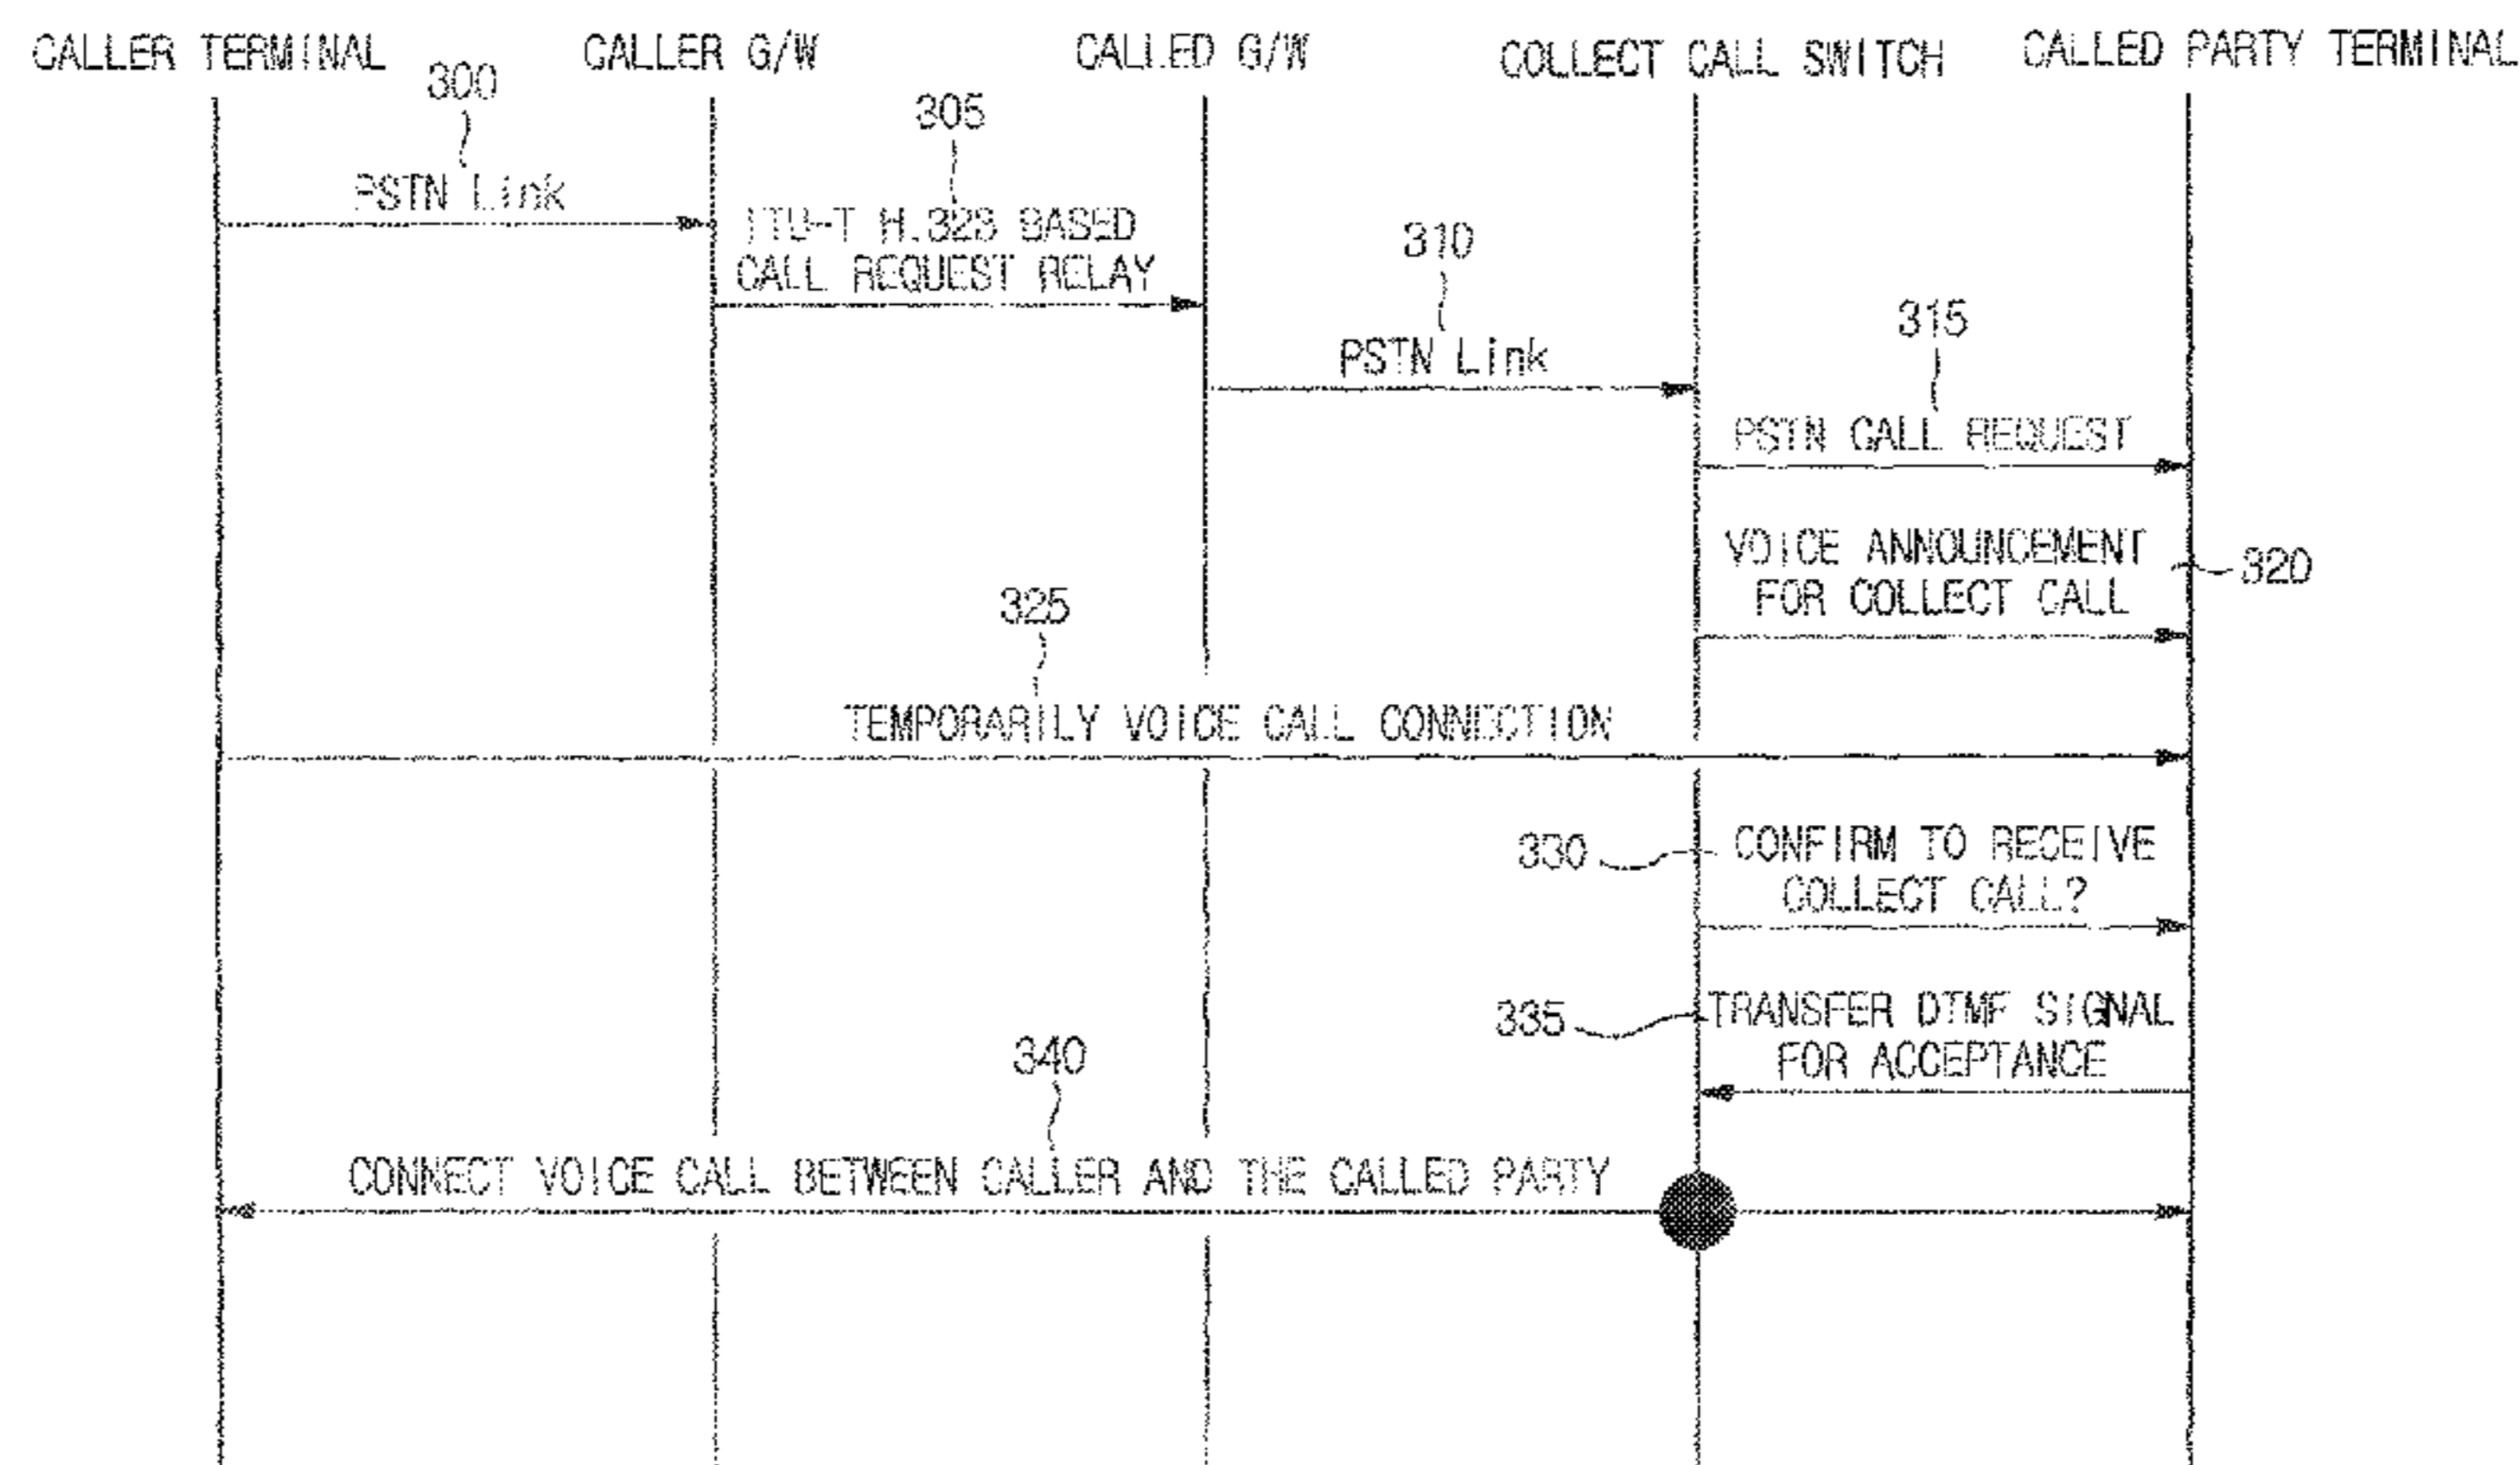 CALLER TERMINAL
CALLER G/W
CALLED G/W
COLLECT CALL SWITCH
CALLED PARTY TERMINAL
300
PSTN Link
305
ITU-T H.323 BASED
CALL REQUEST RELAY
310
PSTN Link
315
PSTN CALL REQUEST
VOICE ANNOUNCEMENT
FOR COLLECT CALL
320
325
TEMPORARILY VOICE CALL CONNECTION
330
CONFIRM TO RECEIVE
COLLECT CALL?
335
TRANSFER DTMF SIGNAL
FOR ACCEPTANCE
340
CONNECT VOICE CALL BETWEEN CALLER AND THE CALLED PARTY